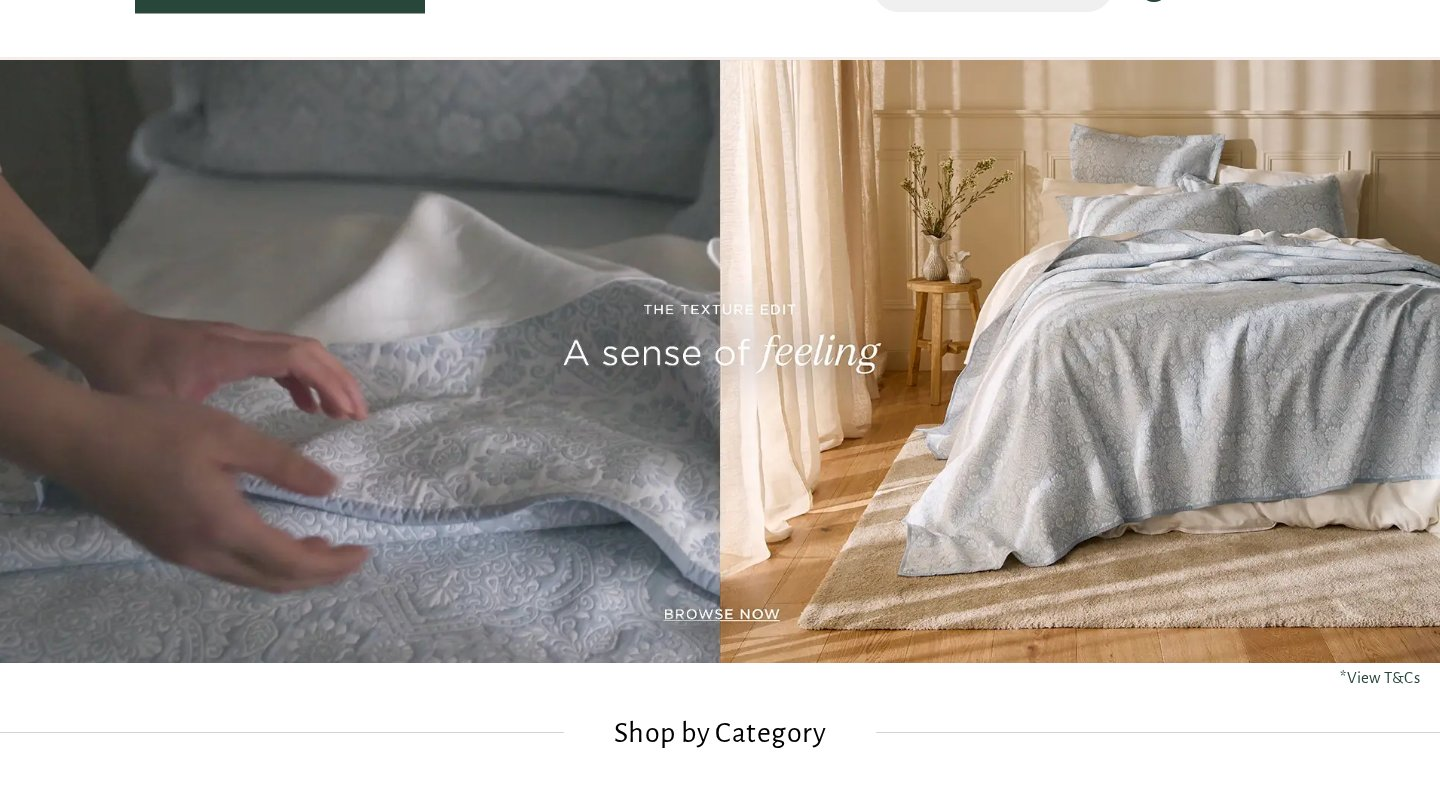 THE TEXTURE EDIT
A sense of feeling
BROWSE NOW
*View T&Cs
Shop by Category